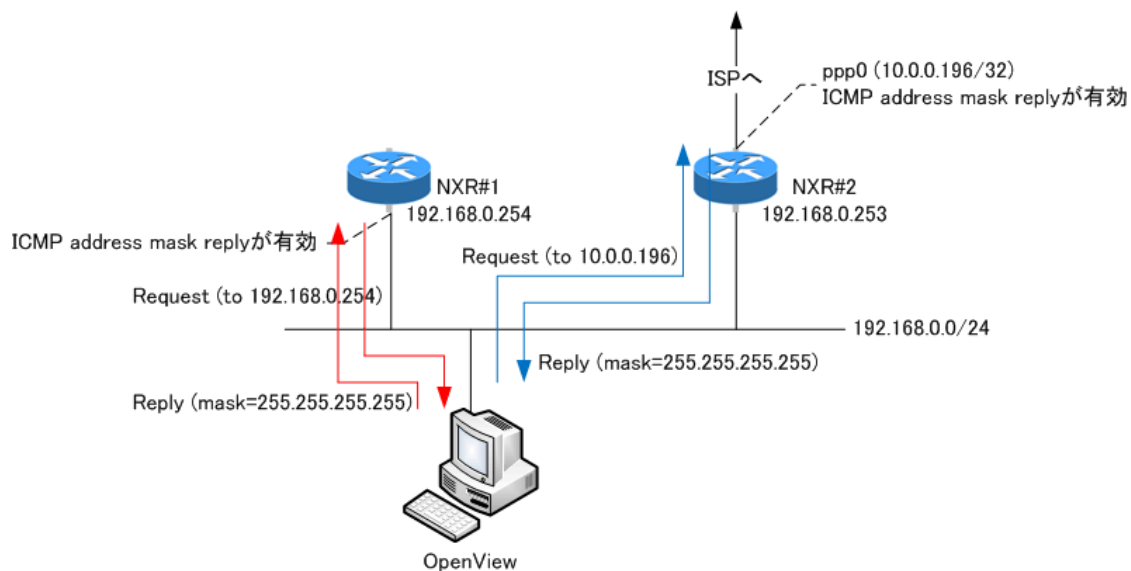 ISPへ
ppp0 (10.0.0.196/32)
ICMP address mask replyが有効
NXR#1
192.168.0.254
NXR#2
192.168.0.253
ICMP address mask replyが有効
Request (to 10.0.0.196)
Request (to 192.168.0.254)
192.168.0.0/24
Reply (mask=255.255.255.255)
Reply (mask=255.255.255.255)
OpenView